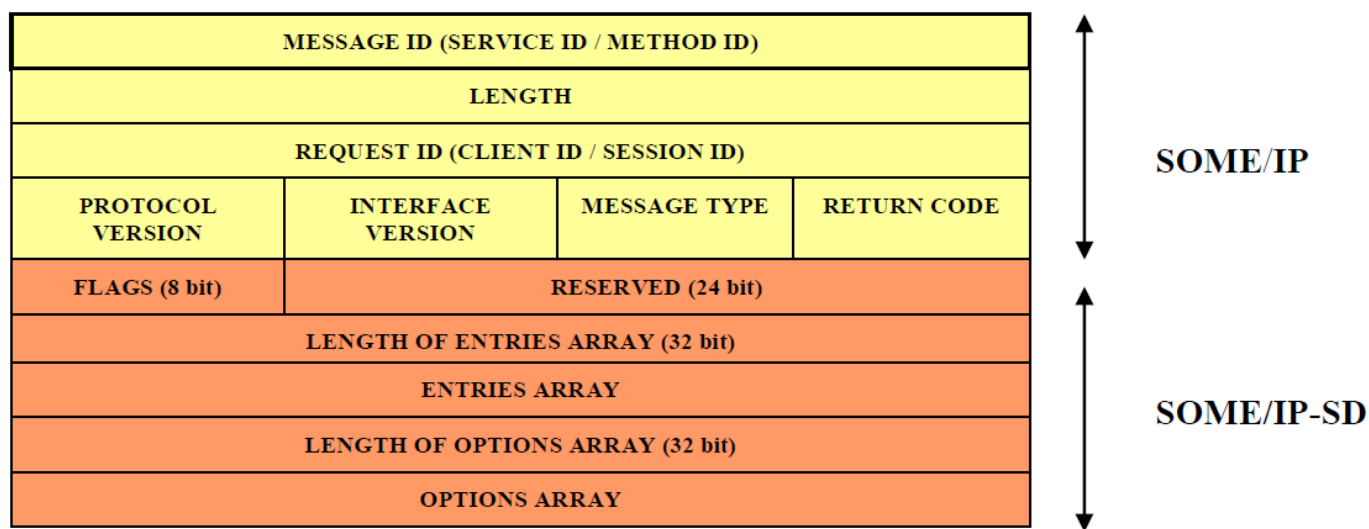 MESSAGE ID (SERVICE ID / METHOD ID)
LENGTH
REQUEST ID (CLIENT ID / SESSION ID)
SOME/IP
PROTOCOL
VERSION
INTERFACE
VERSION
MESSAGE TYPE
RETURN CODE
FLAGS (8 bit)
RESERVED (24 bit)
LENGTH OF ENTRIES ARRAY (32 bit)
ENTRIES ARRAY
SOME/IP-SD
LENGTH OF OPTIONS ARRAY (32 bit)
OPTIONS ARRAY